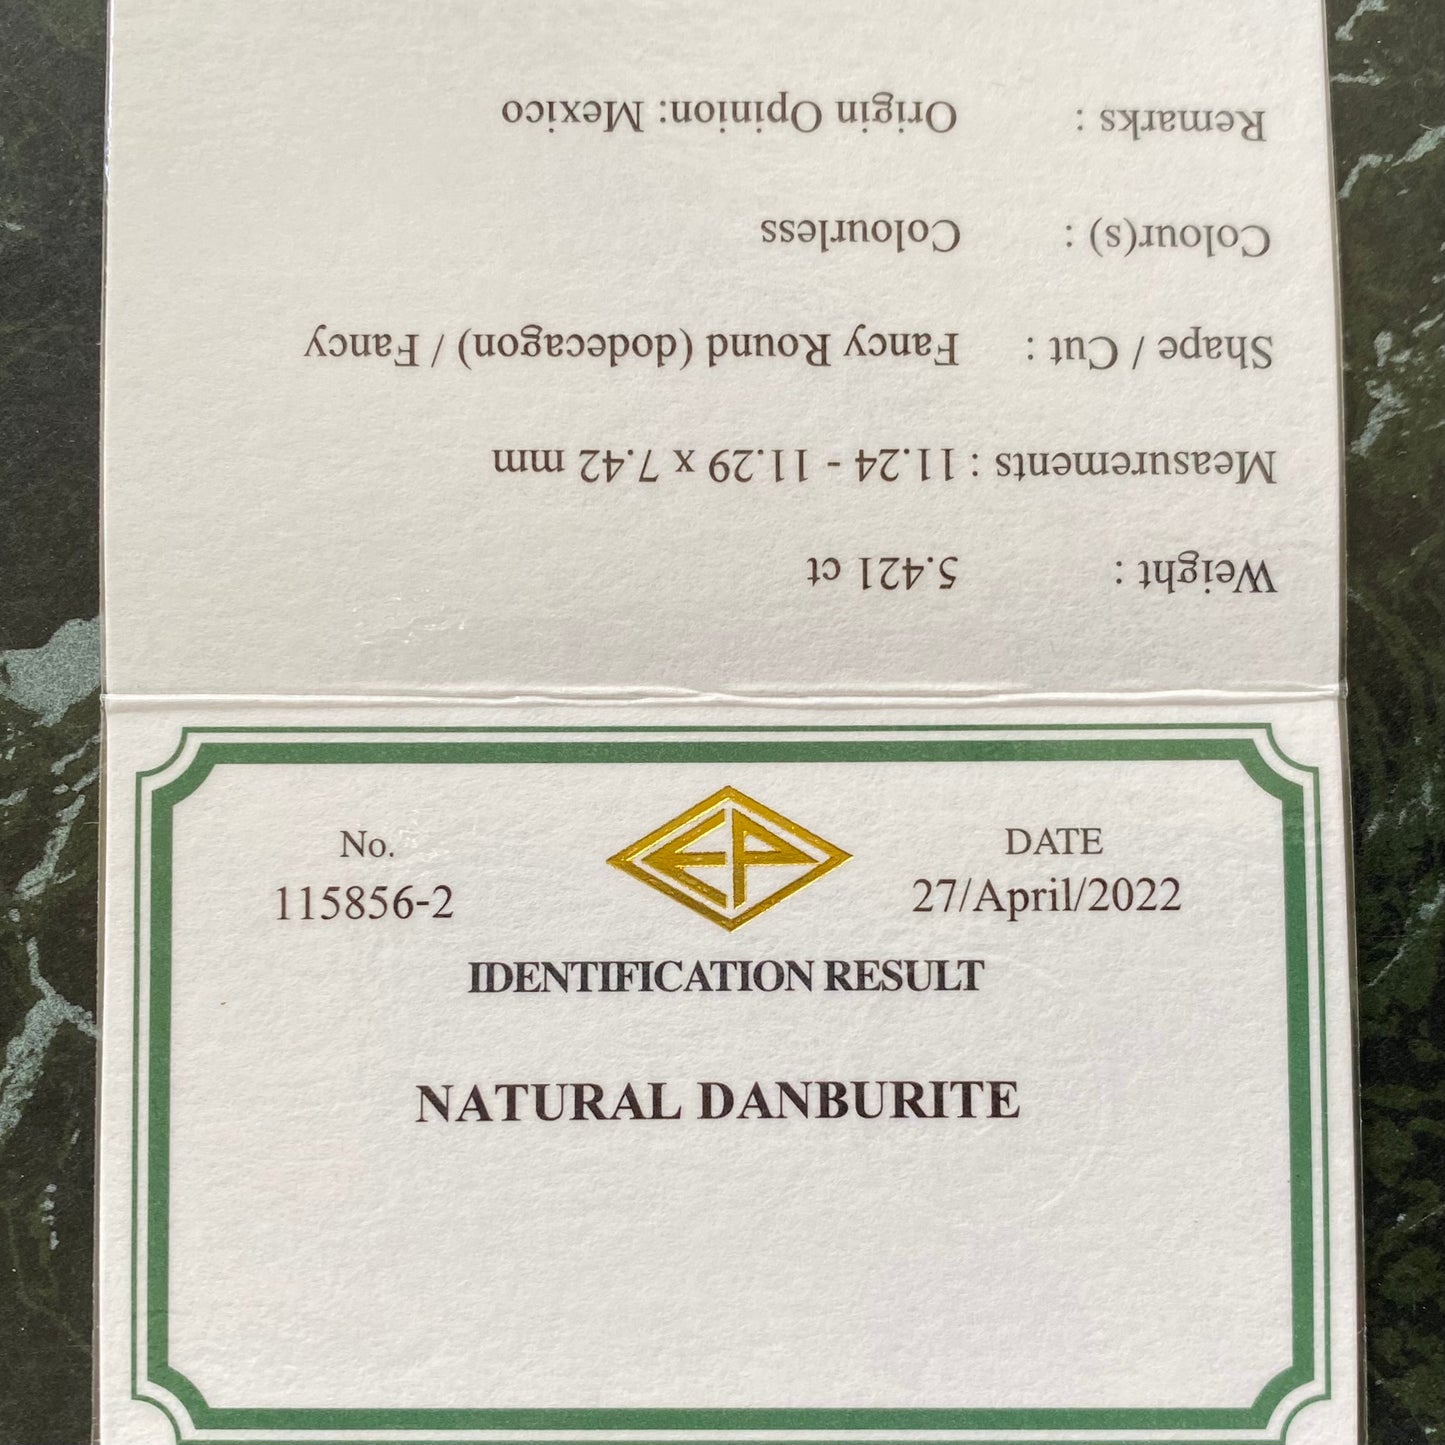 Weight : 5.421 ct
Measurements : 11.24 - 11.29 x 7.42 mm
Shape / Cut : Fancy Round (dodecagon) / Fancy
Colour(s) : Colourless
Remarks : Origin Opinion: Mexico
EP
No.
115856-2
DATE
27/April/2022
IDENTIFICATION RESULT
NATURAL DANBURITE